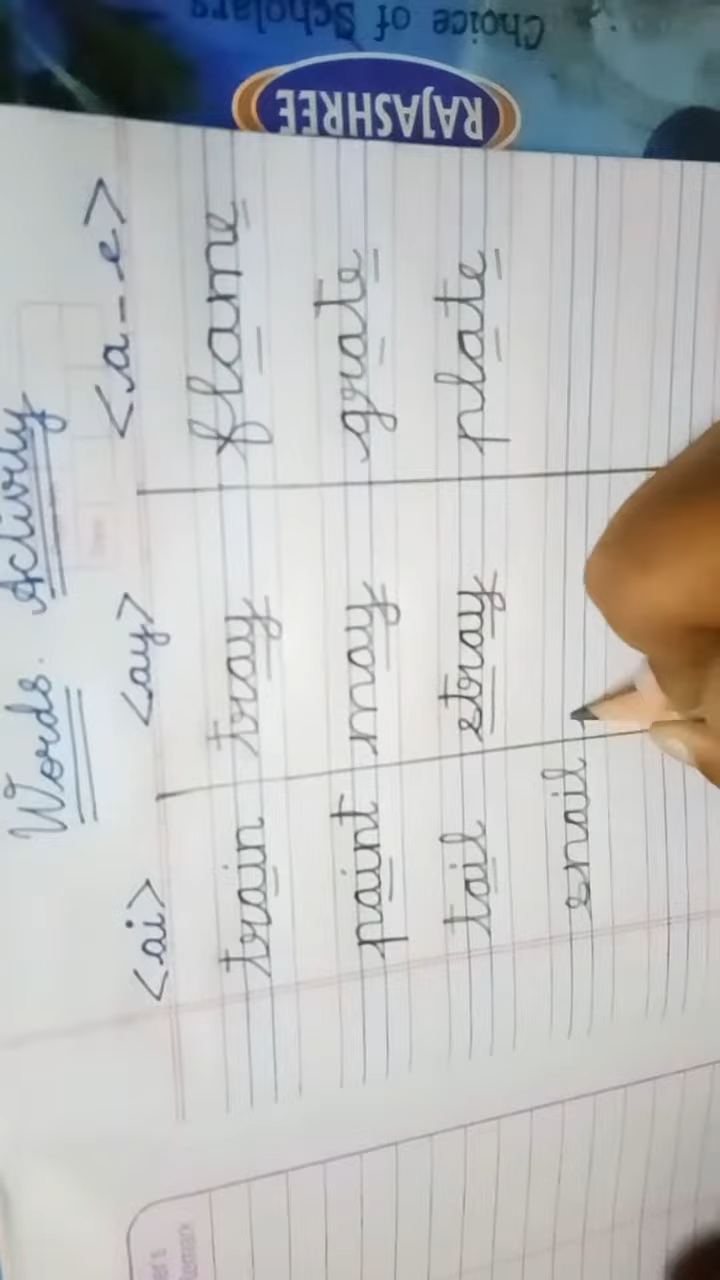 Choice of Scholars
RAJASHREE
Words. Activity
<ai> <ay> <a-e>
train tray flame
paint may grate
tail stray plate
snail